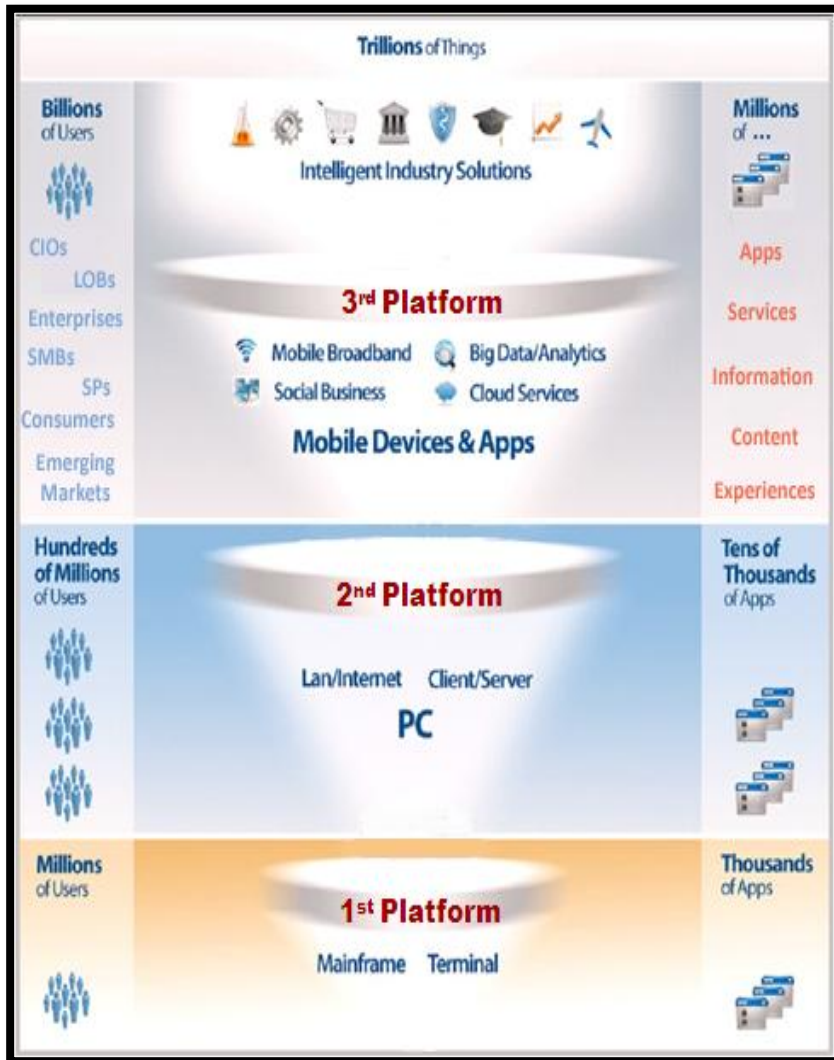 Trillions of Things
Billions
of Users
Millions
of ...
Intelligent Industry Solutions
CIOs
LOBs
Enterprises
SMBs
SPs
Consumers
Emerging
Markets
3rd Platform
Mobile Broadband
Big Data/Analytics
Social Business
Cloud Services
Mobile Devices & Apps
Apps
Services
Information
Content
Experiences
Hundreds
of Millions
of Users
2nd Platform
Lan/Internet Client/Server
PC
Tens of
Thousands
of Apps
Millions
of Users
1st Platform
Mainframe Terminal
Thousands
of Apps